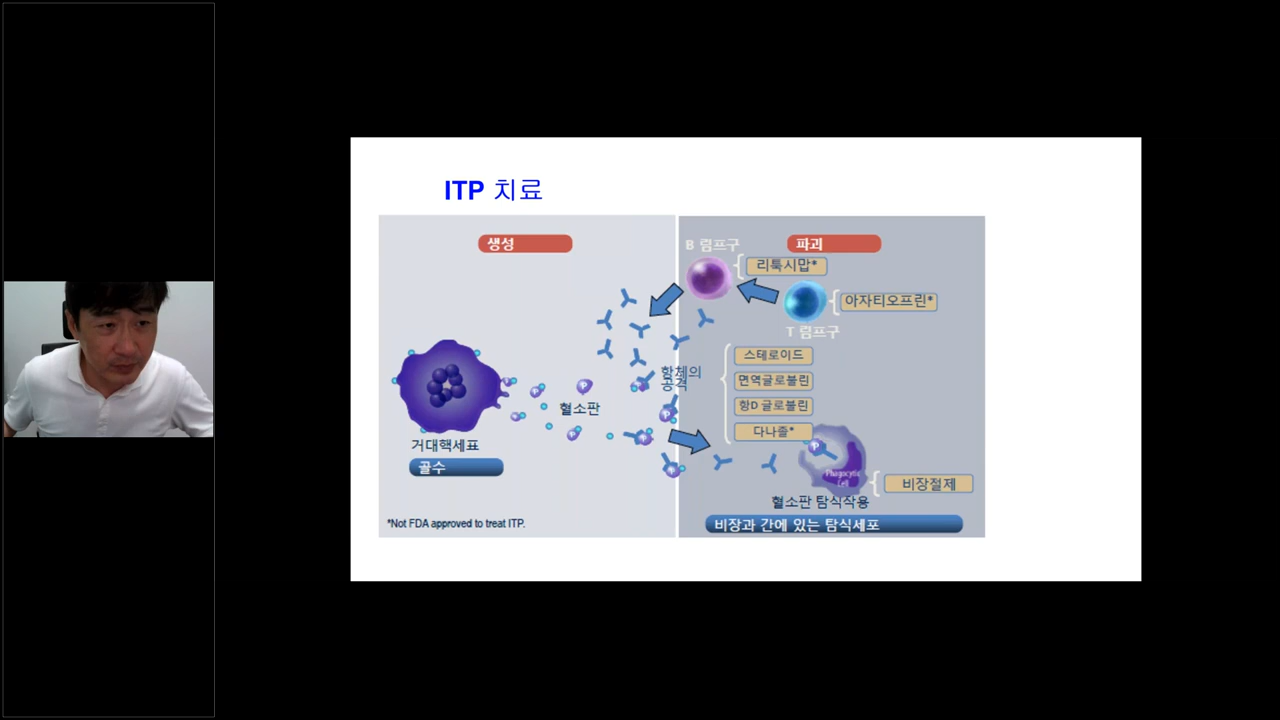 ITP 치료
생성
B 림프구
파괴
리툭시맙*
아자티오프린*
T 림프구
스테로이드
항체의
공격
면역글로불린
항D 글로불린
다나졸*
P
혈소판
거대핵세포
골수
Phagocytic
Cell
비장절제
혈소판 탐식작용
*Not FDA approved to treat ITP.
비장과 간에 있는 탐식세포